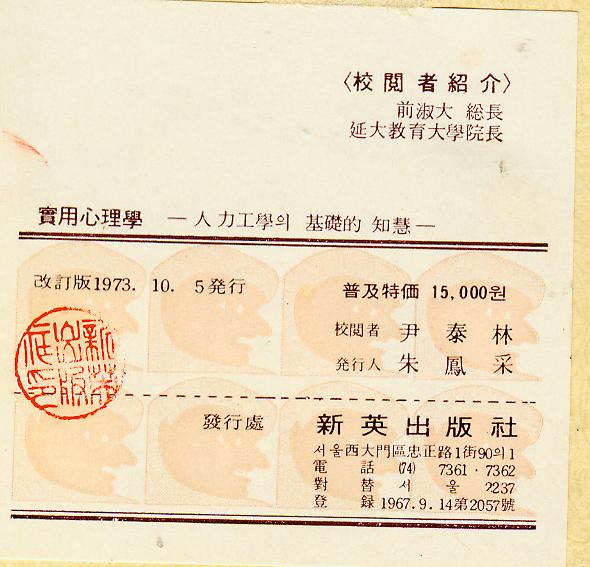 〈校閲者紹介〉
前淑大 総長
延大教育大學院長
實用心理學 ―人力工學의 基礎的 知慧―
改訂版1973. 10. 5発行
普及特価 15,000원
校閲者 尹泰林
発行人 朱鳳采
發行處 新英出版社
서울西大門區忠正路1街90의1
電話 (74) 7361·7362
對替서울 2237
登録 1967.9.14第2057號